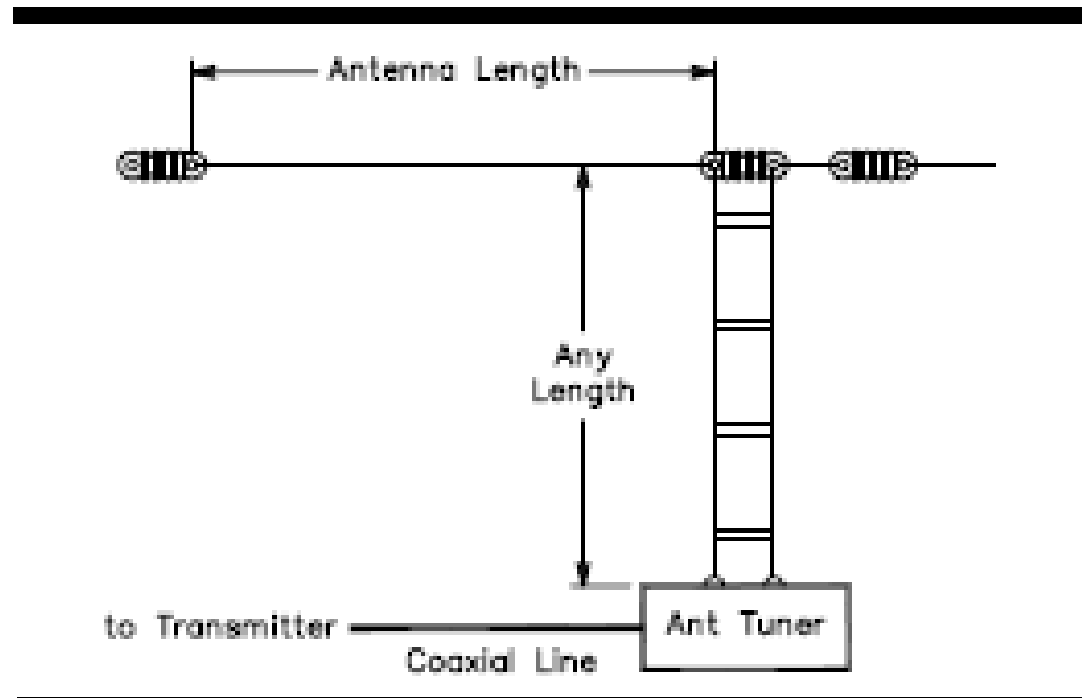 Antenna Length
Any
Length
to Transmitter
Ant Tuner
Coaxial Line